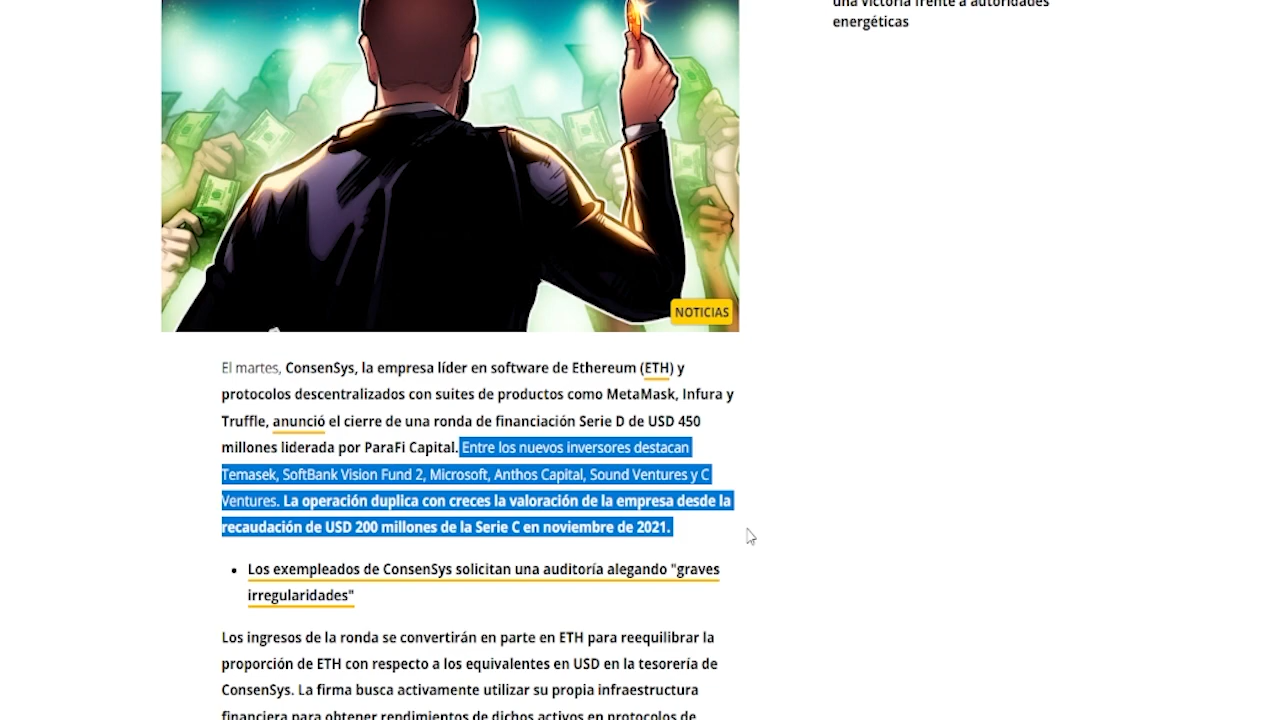 una victoria frente a autoridades
energéticas
NOTICIAS
El martes, ConsenSys, la empresa líder en software de Ethereum (ETH) y
protocolos descentralizados con suites de productos como MetaMask, Infura y
Truffle, anunció el cierre de una ronda de financiación Serie D de USD 450
millones liderada por ParaFi Capital. Entre los nuevos inversores destacan
Temasek, SoftBank Vision Fund 2, Microsoft, Anthos Capital, Sound Ventures y C
Ventures. La operación duplica con creces la valoración de la empresa desde la
recaudación de USD 200 millones de la Serie C en noviembre de 2021.
• Los exempleados de ConsenSys solicitan una auditoría alegando "graves
irregularidades"
Los ingresos de la ronda se convertirán en parte en ETH para reequilibrar la
proporción de ETH con respecto a los equivalentes en USD en la tesorería de
ConsenSys. La firma busca activamente utilizar su propia infraestructura
financiera para obtener rendimientos de dichos activos en protocolos de